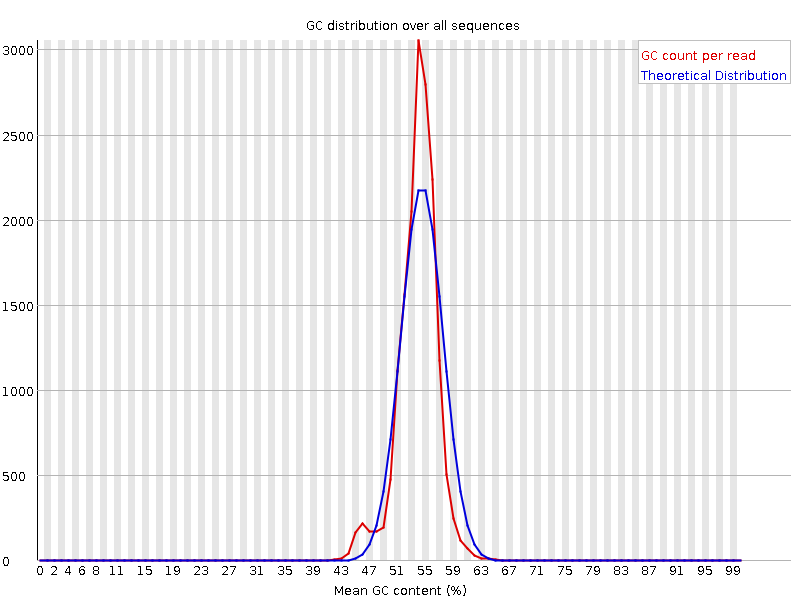 GC distribution over all sequences
GC count per read
Theoretical Distribution
3000
2500
2000
1500
1000
500
0
0 2 4 6 8 11 15 19 23 27 31 35 39 43 47 51 55 59 63 67 71 75 79 83 87 91 95 99
Mean GC content (%)